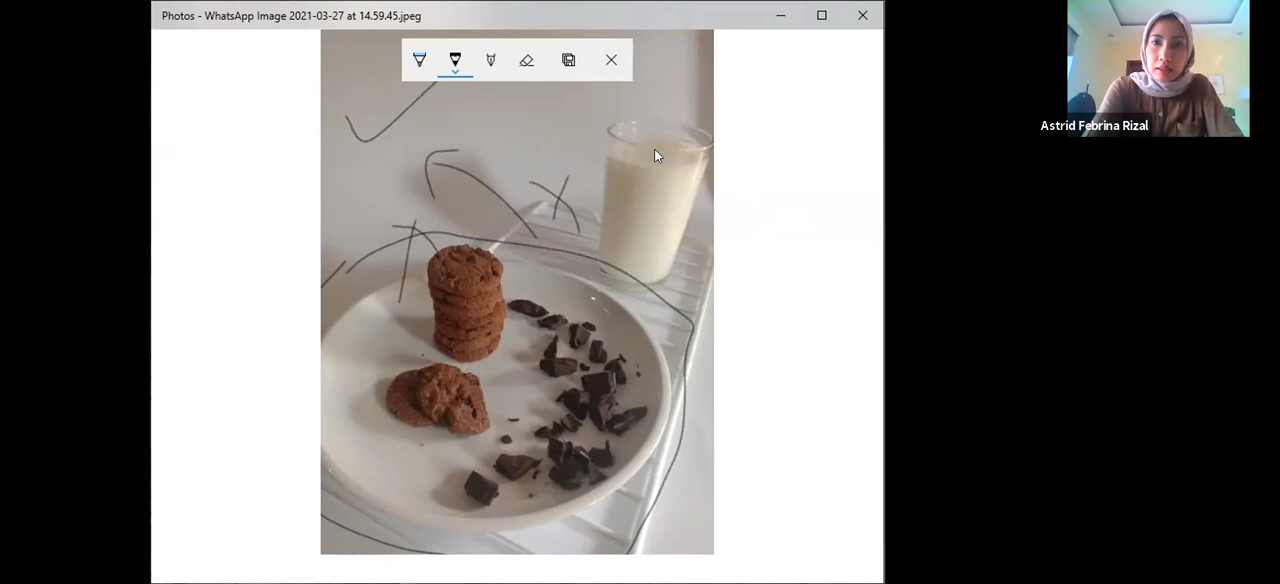 Photos - WhatsApp Image 2021-03-27 at 14.59.45.jpeg
Astrid Febrina Rizal